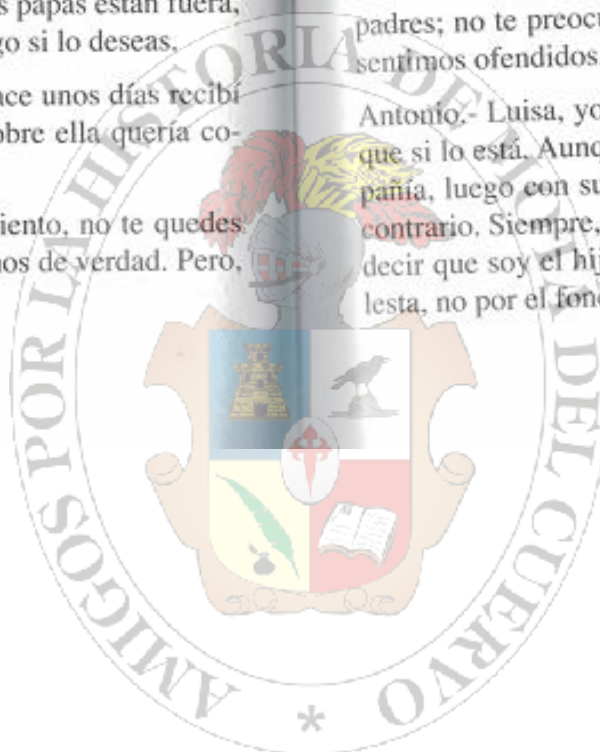 s papás están fuera,
go si lo deseas.
ace unos días recibí
obre ella quería co-
iento, no te quedes
nos de verdad. Pero,
padres; no te preocu
sentimos ofendidos
Antonio.- Luisa, yo
que si lo está. Aunq
pañía, luego con su
contrario. Siempre,
decir que soy el hij
lesta, no por el fond
AMIGOS POR LA HISTORIA DE MOTA DEL CUERVO *